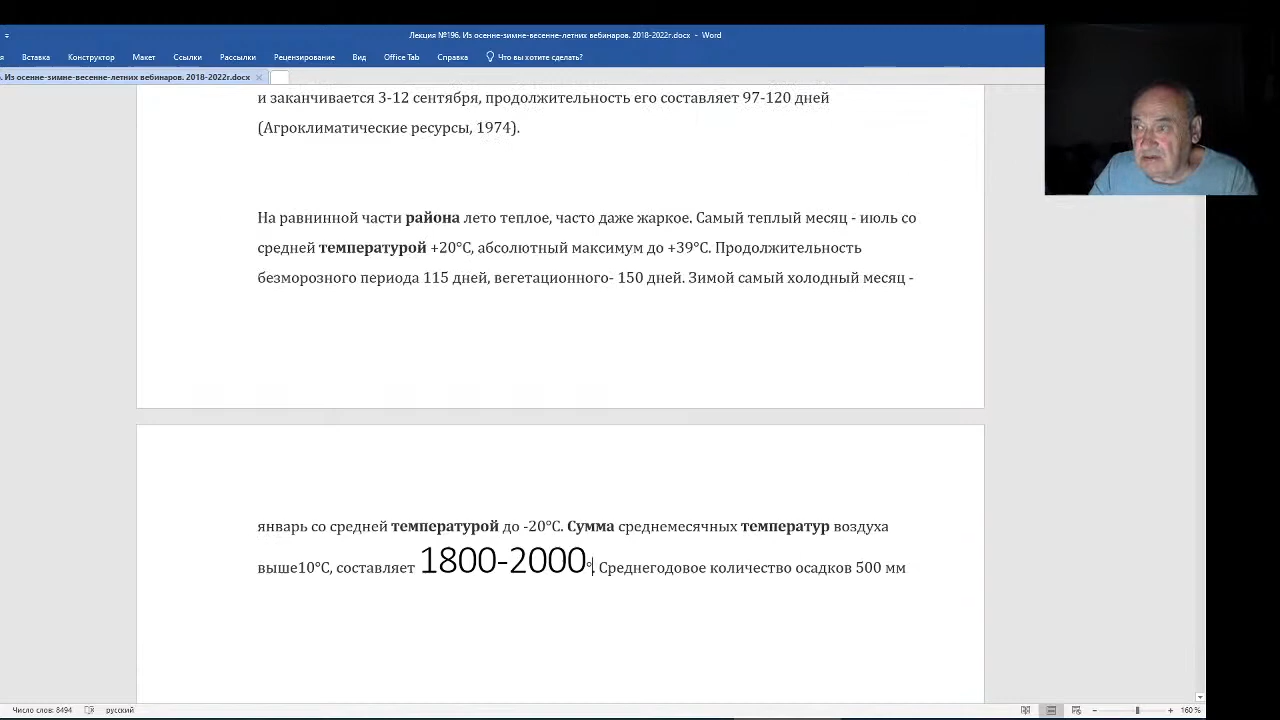 Лекция №196. Из осенне-зимне-весенне-летних вебинаров. 2018-2022г.docx - Word
Вставка Конструктор Макет Ссылки Рассылки Рецензирование Вид Office Tab Справка Что вы хотите сделать?
. Из осенне-зимне-весенне-летних вебинаров. 2018-2022г.docx
и заканчивается 3-12 сентября, продолжительность его составляет 97-120 дней
(Агроклиматические ресурсы, 1974).
На равнинной части района лето теплое, часто даже жаркое. Самый теплый месяц - июль со
средней температурой +20°С, абсолютный максимум до +39°С. Продолжительность
безморозного периода 115 дней, вегетационного- 150 дней. Зимой самый холодный месяц -
январь со средней температурой до -20°С. Сумма среднемесячных температур воздуха
выше10°С, составляет 1800-2000°. Среднегодовое количество осадков 500 мм
Число слов: 8494 русский 160 %